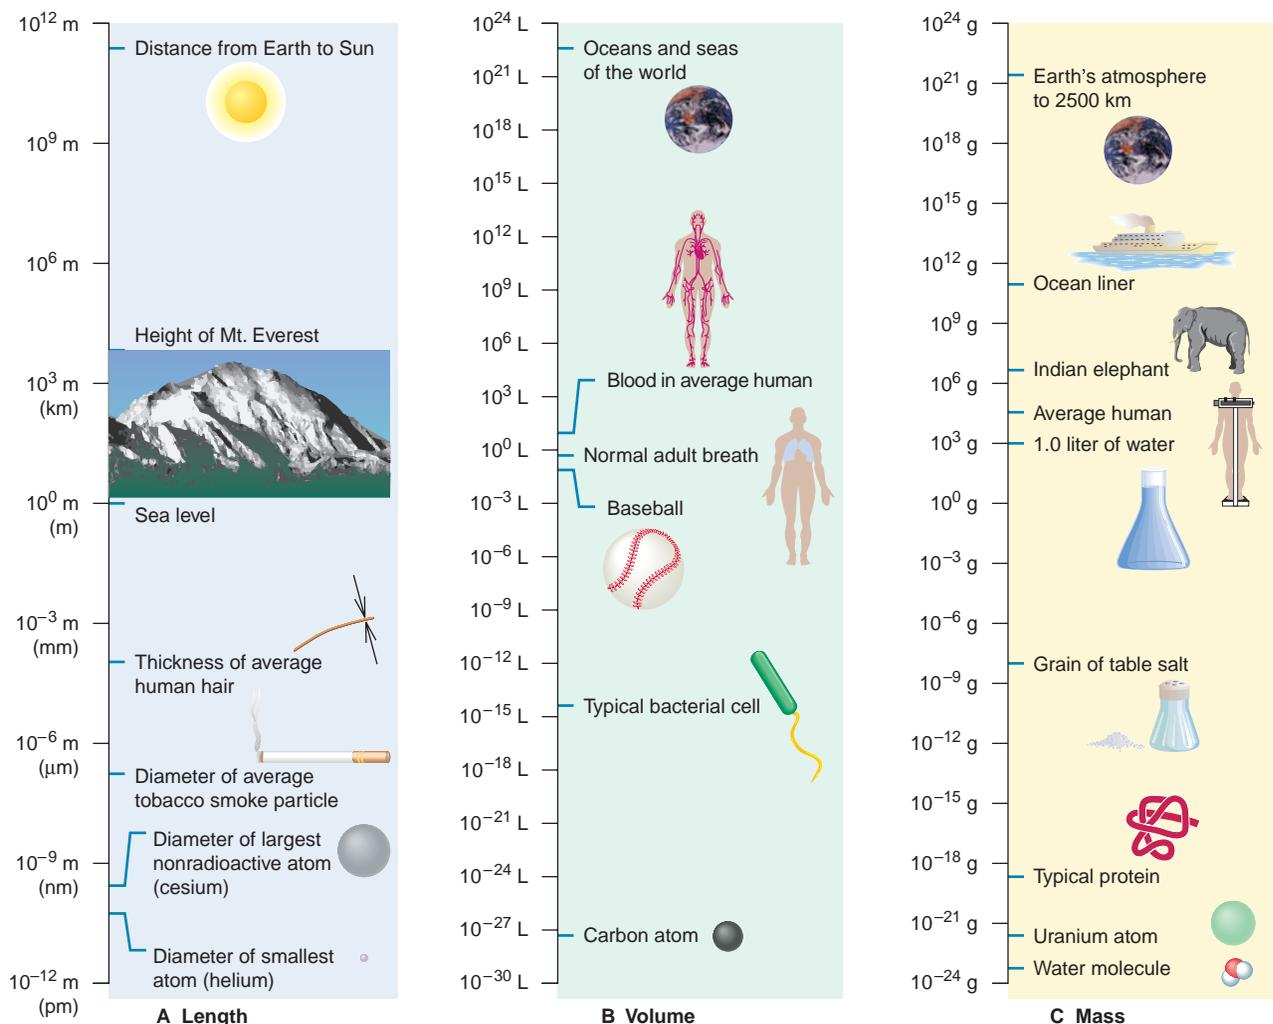 10¹² m
Distance from Earth to Sun
10⁹ m
10⁶ m
Height of Mt. Everest
10³ m
(km)
10⁰ m
(m)
Sea level
10⁻³ m
(mm)
Thickness of average
human hair
10⁻⁶ m
(μm)
Diameter of average
tobacco smoke particle
Diameter of largest
nonradioactive atom
(cesium)
10⁻⁹ m
(nm)
Diameter of smallest
atom (helium)
10⁻¹² m
(pm)
A Length
10²⁴ L
Oceans and seas
of the world
10²¹ L
10¹⁸ L
10¹⁵ L
10¹² L
10⁹ L
10⁶ L
Blood in average human
10³ L
10⁰ L
Normal adult breath
10⁻³ L
Baseball
10⁻⁶ L
10⁻⁹ L
10⁻¹² L
Typical bacterial cell
10⁻¹⁵ L
10⁻¹⁸ L
10⁻²¹ L
10⁻²⁴ L
10⁻²⁷ L
Carbon atom
10⁻³⁰ L
B Volume
10²⁴ g
Earth's atmosphere
to 2500 km
10²¹ g
10¹⁸ g
10¹⁵ g
10¹² g
Ocean liner
10⁹ g
Indian elephant
10⁶ g
Average human
10³ g
1.0 liter of water
10⁰ g
10⁻³ g
10⁻⁶ g
Grain of table salt
10⁻⁹ g
10⁻¹² g
10⁻¹⁵ g
10⁻¹⁸ g
Typical protein
10⁻²¹ g
Uranium atom
Water molecule
10⁻²⁴ g
C Mass